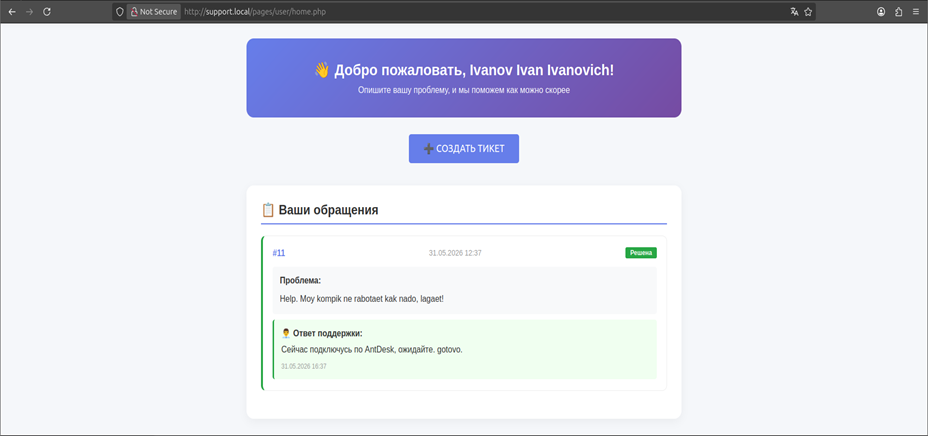 Not Secure http://support.local/pages/user/home.php
👋 Добро пожаловать, Ivanov Ivan Ivanovich!
Опишите вашу проблему, и мы поможем как можно скорее
➕ СОЗДАТЬ ТИКЕТ
📋 Ваши обращения
#11 31.05.2026 12:37 Решена
Проблема:
Help. Moy kompik ne rabotaet kak nado, lagaet!
👨‍💼 Ответ поддержки:
Сейчас подключусь по AntDesk, ожидайте. gotovo.
31.05.2026 16:37